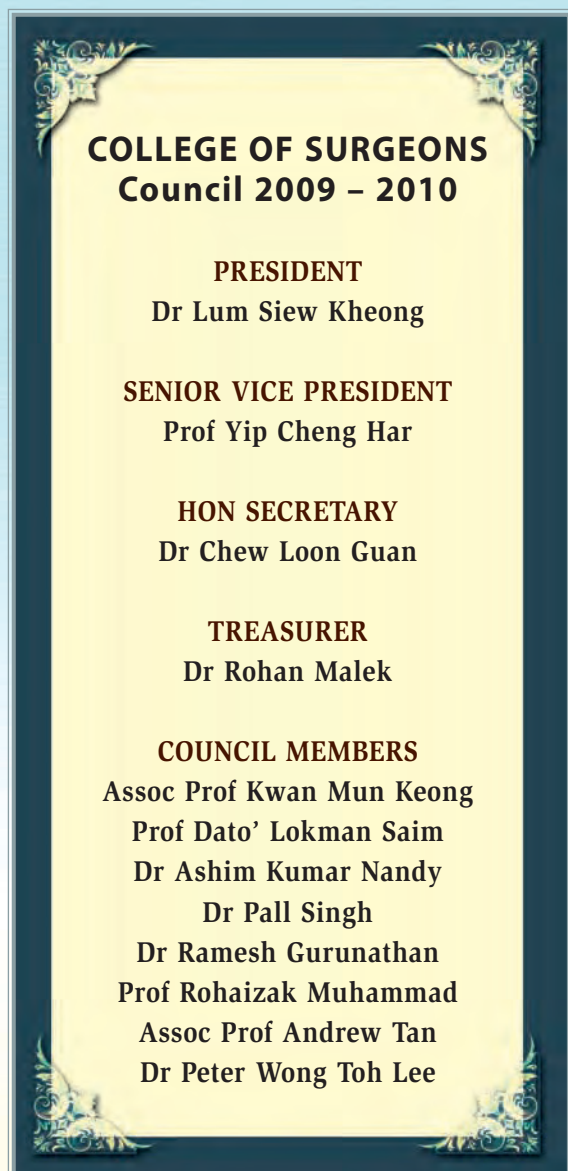 COLLEGE OF SURGEONS
Council 2009 – 2010
PRESIDENT
Dr Lum Siew Kheong
SENIOR VICE PRESIDENT
Prof Yip Cheng Har
HON SECRETARY
Dr Chew Loon Guan
TREASURER
Dr Rohan Malek
COUNCIL MEMBERS
Assoc Prof Kwan Mun Keong
Prof Dato’ Lokman Saim
Dr Ashim Kumar Nandy
Dr Pall Singh
Dr Ramesh Gurunathan
Prof Rohaizak Muhammad
Assoc Prof Andrew Tan
Dr Peter Wong Toh Lee